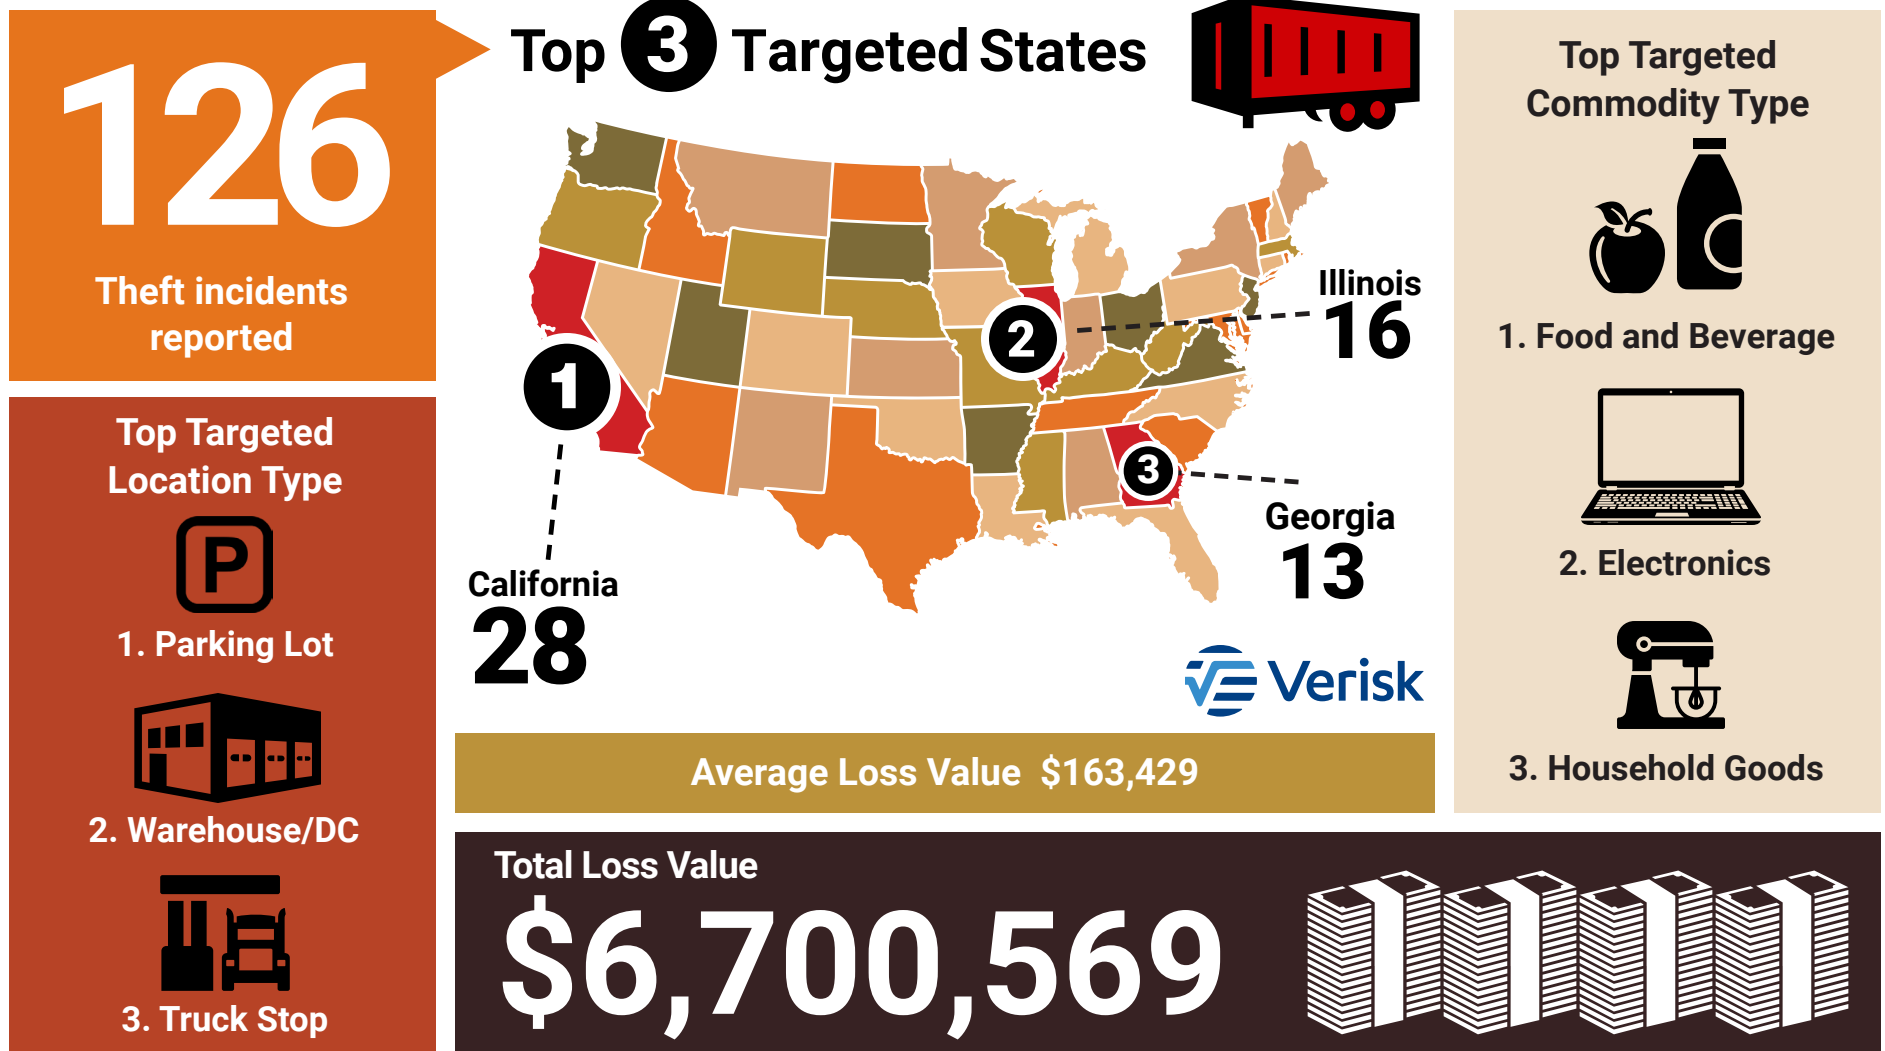 126
Theft incidents
reported
Top 3 Targeted States
1
2
3
Illinois
16
Georgia
13
California
28
Verisk
Top Targeted
Location Type
P
1. Parking Lot
2. Warehouse/DC
3. Truck Stop
Top Targeted
Commodity Type
1. Food and Beverage
2. Electronics
3. Household Goods
Average Loss Value $163,429
Total Loss Value
$6,700,569